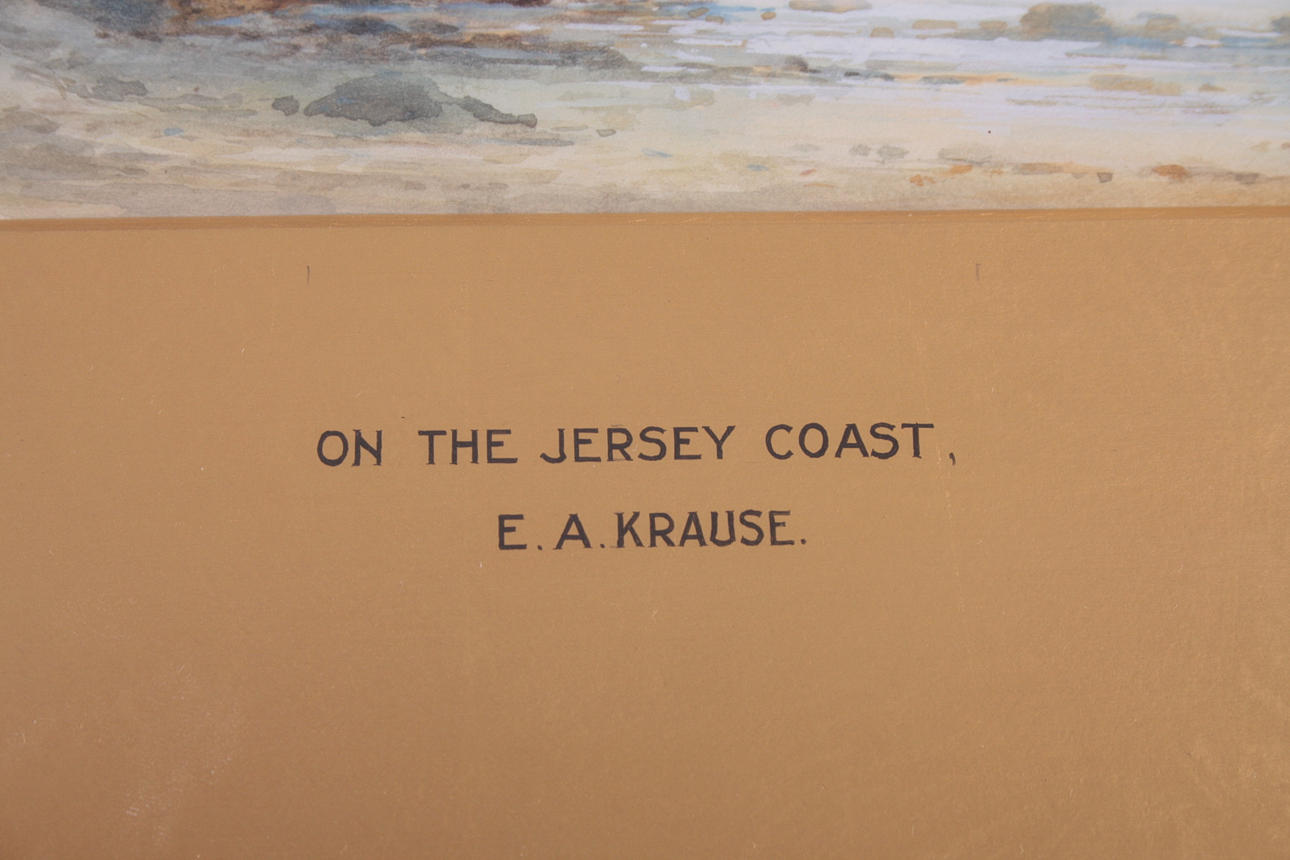 ON THE JERSEY COAST,
E. A. KRAUSE.